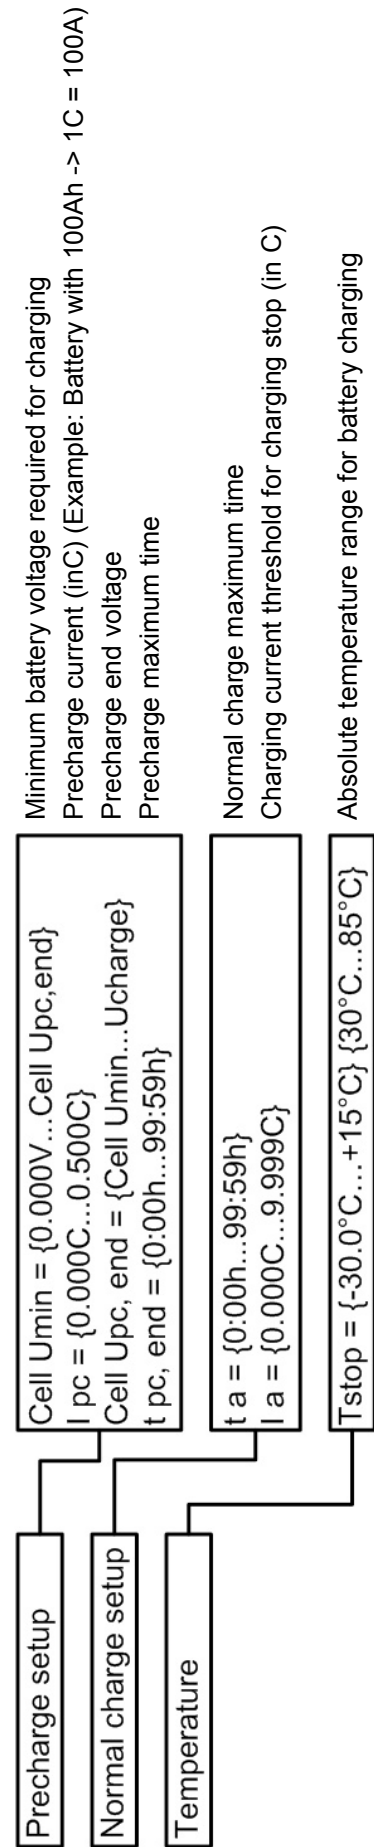 Precharge setup
Cell Umin = {0.000V...Cell Upc,end}
I pc = {0.000C...0.500C}
Cell Upc, end = {Cell Umin...Ucharge}
t pc, end = {0:00h...99:59h}
Minimum battery voltage required for charging
Precharge current (inC) (Example: Battery with 100Ah -> 1C = 100A)
Precharge end voltage
Precharge maximum time
Normal charge setup
t a = {0:00h...99:59h}
I a = {0.000C...9.999C}
Normal charge maximum time
Charging current threshold for charging stop (in C)
Temperature
Tstop = {-30.0°C....+15°C} {30°C...85°C}
Absolute temperature range for battery charging